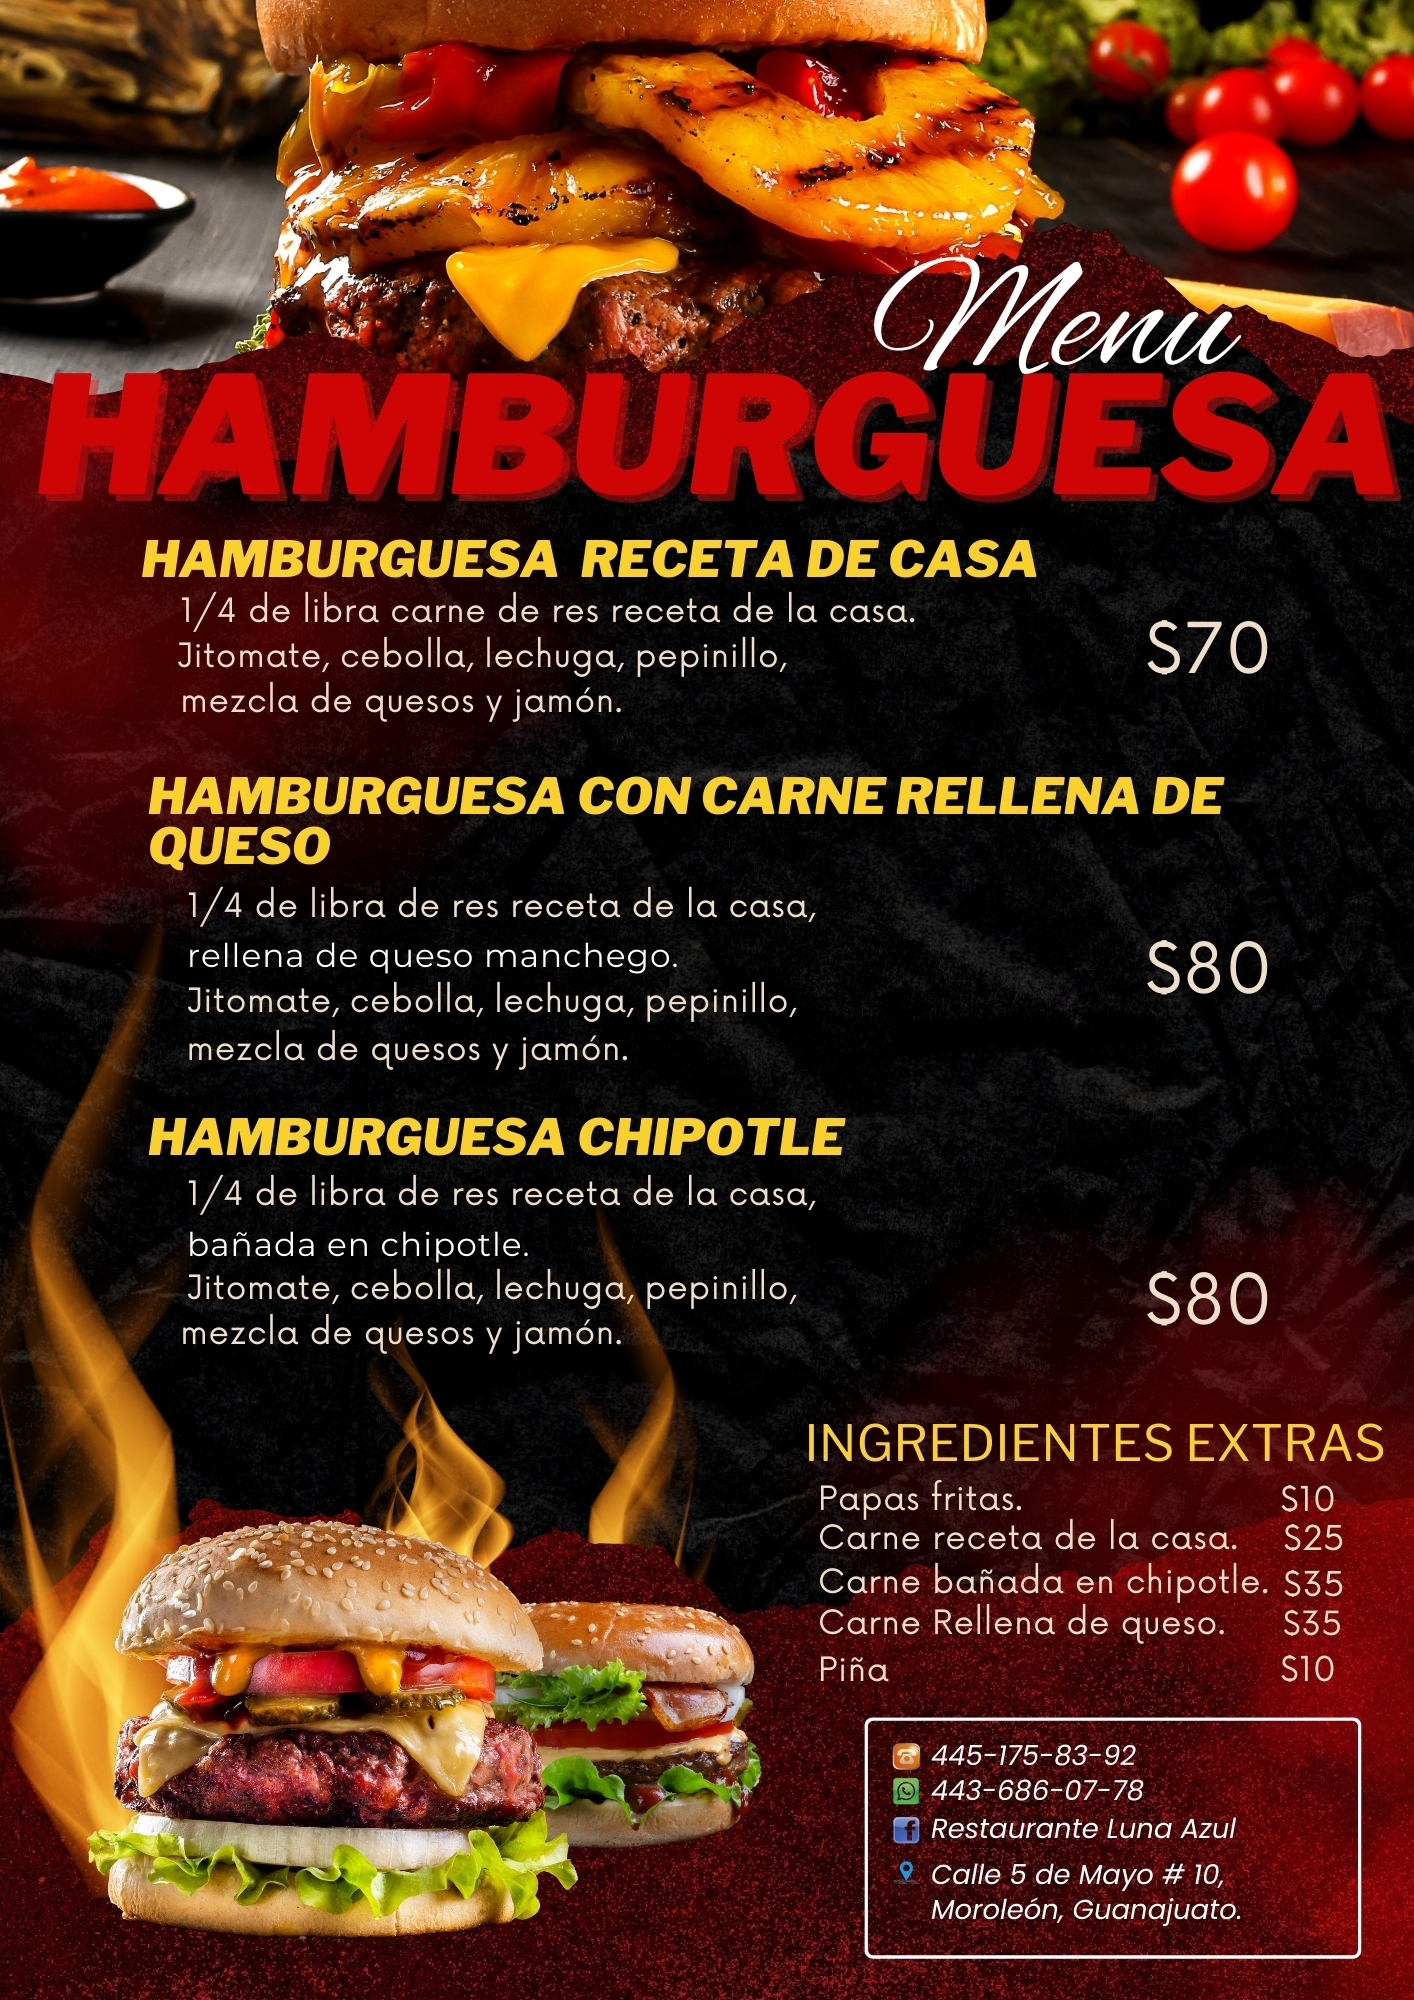 Menu
HAMBURGUESA
HAMBURGUESA RECETA DE CASA
1/4 de libra carne de res receta de la casa.
Jitomate, cebolla, lechuga, pepinillo,
mezcla de quesos y jamón.
$70
HAMBURGUESA CON CARNE RELLENA DE
QUESO
1/4 de libra de res receta de la casa,
rellena de queso manchego.
Jitomate, cebolla, lechuga, pepinillo,
mezcla de quesos y jamón.
$80
HAMBURGUESA CHIPOTLE
1/4 de libra de res receta de la casa,
bañada en chipotle.
Jitomate, cebolla, lechuga, pepinillo,
mezcla de quesos y jamón.
$80
INGREDIENTES EXTRAS
Papas fritas. $10
Carne receta de la casa. $25
Carne bañada en chipotle. $35
Carne Rellena de queso. $35
Piña $10
445-175-83-92
443-686-07-78
Restaurante Luna Azul
Calle 5 de Mayo # 10,
Moroleón, Guanajuato.